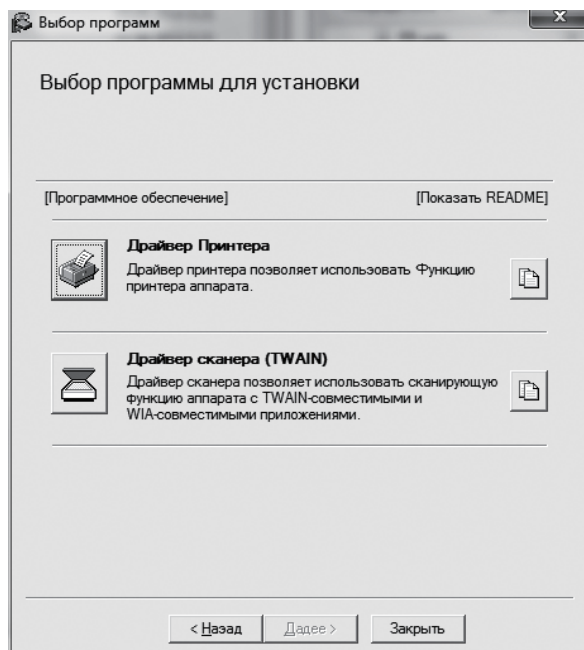 Выбор программ
Выбор программы для установки
[Программное обеспечение] [Показать README]
Драйвер Принтера
Драйвер принтера позволяет использовать Функцию
принтера аппарата.
Драйвер сканера (TWAIN)
Драйвер сканера позволяет использовать сканирующую
функцию аппарата с TWAIN-совместимыми и
WIA-совместимыми приложениями.
< Назад Далее > Закрыть